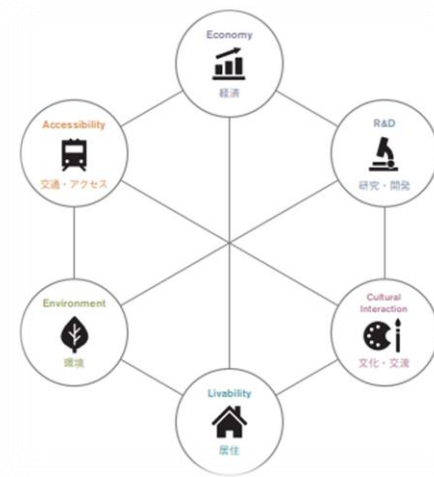 Economy
経済
Accessibility
交通・アクセス
R&D
研究・開発
Environment
環境
Cultural
Interaction
文化・交流
Livability
居住